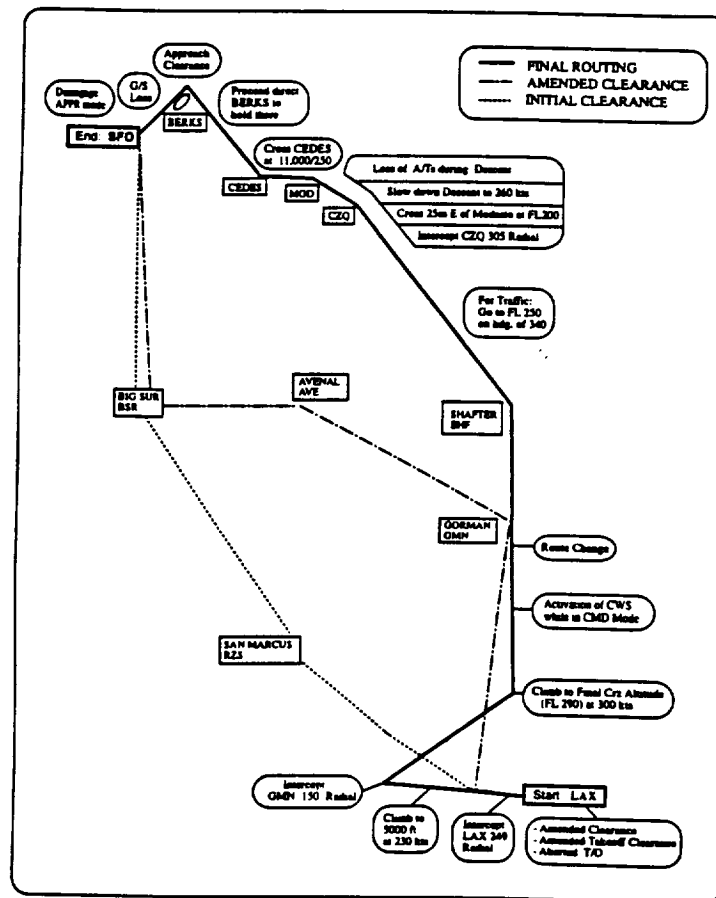 FINAL ROUTING
AMENDED CLEARANCE
INITIAL CLEARANCE
Approach
Clearance
G/S
Loss
Disengage
APPR mode
End: SFO
BERKS
Proceed direct
BERKS to
hold there
Cross CEDES
at 11,000/250
CEDES
MOD
CZQ
Loss of A/Ts during Descent
Slow down Descent to 260 kts
Cross 25nm E of Modesto at FL200
Intercept CZQ 305 Radial
For Traffic:
Go to FL 250
on hdg. of 340
AVENAL
AVE
BIG SUR
BSR
SHAFTER
EHF
GORMAN
GMN
Route Change
Activation of CWS
while in CMD Mode
SAN MARCUS
RZS
Climb to Final Crz Altitude
(FL 290) at 300 kts
Intercept
GMN 150 Radial
Start LAX
Climb to
5000 ft
at 230 kts
Intercept
LAX 249
Radial
- Amended Clearance
- Amended Takeoff Clearance
- Aborted T/O